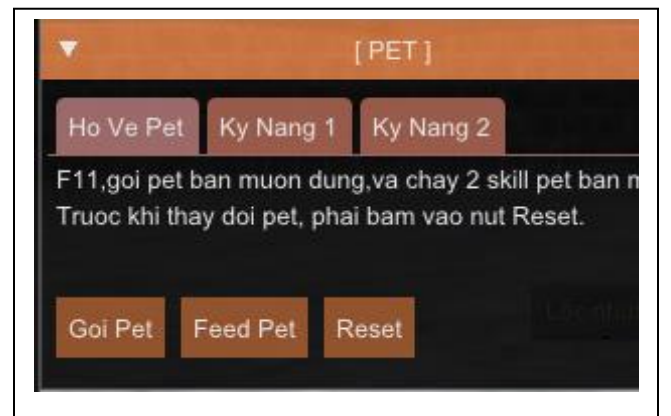 [ PET ]
Ho Ve Pet Ky Nang 1 Ky Nang 2
F11,goi pet ban muon dung,va chay 2 skill pet ban
Truoc khi thay doi pet, phai bam vao nut Reset.
Goi Pet Feed Pet Reset